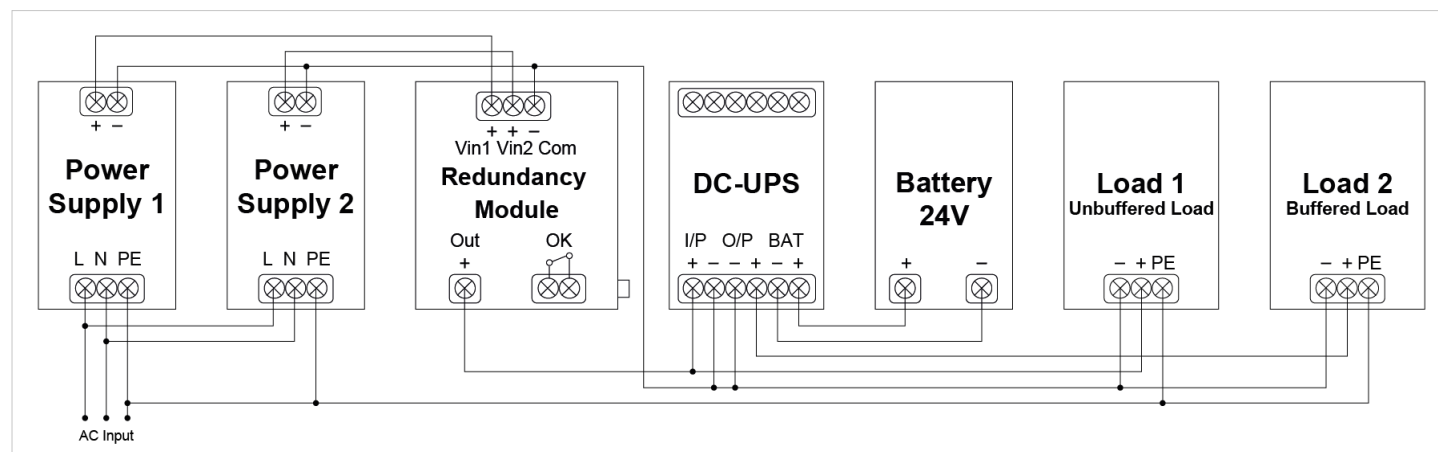 + −
Power
Supply 1
L N PE
+ −
Power
Supply 2
L N PE
+ + −
Vin1 Vin2 Com
Redundancy
Module
Out
+
OK
DC-UPS
I/P O/P BAT
+ − − + − +
Battery
24V
+ −
Load 1
Unbuffered Load
− + PE
Load 2
Buffered Load
− + PE
AC Input